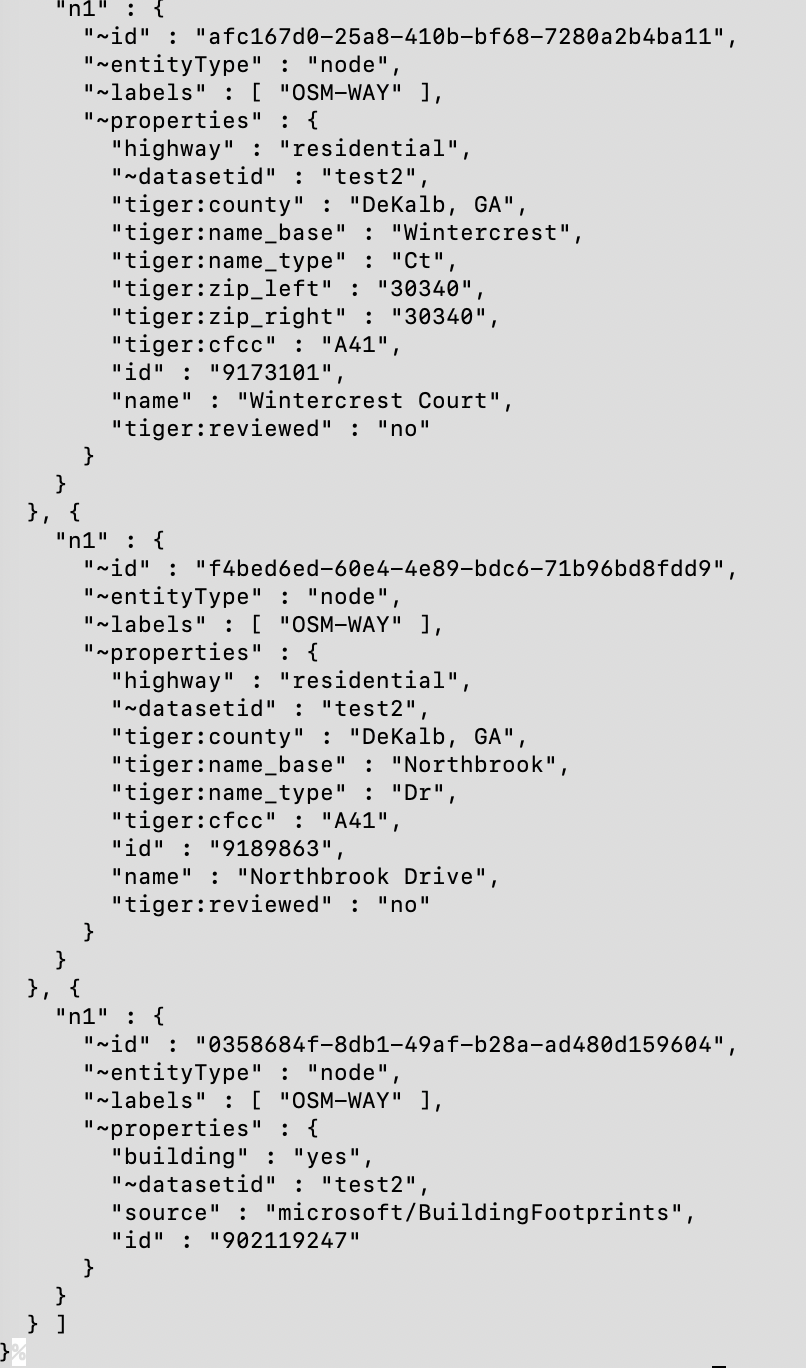 "n1" : {
      "~id" : "afc167d0-25a8-410b-bf68-7280a2b4ba11",
      "~entityType" : "node",
      "~labels" : [ "OSM-WAY" ],
      "~properties" : {
        "highway" : "residential",
        "~datasetid" : "test2",
        "tiger:county" : "DeKalb, GA",
        "tiger:name_base" : "Wintercrest",
        "tiger:name_type" : "Ct",
        "tiger:zip_left" : "30340",
        "tiger:zip_right" : "30340",
        "tiger:cfcc" : "A41",
        "id" : "9173101",
        "name" : "Wintercrest Court",
        "tiger:reviewed" : "no"
      }
    }
  }, {
    "n1" : {
      "~id" : "f4bed6ed-60e4-4e89-bdc6-71b96bd8fdd9",
      "~entityType" : "node",
      "~labels" : [ "OSM-WAY" ],
      "~properties" : {
        "highway" : "residential",
        "~datasetid" : "test2",
        "tiger:county" : "DeKalb, GA",
        "tiger:name_base" : "Northbrook",
        "tiger:name_type" : "Dr",
        "tiger:cfcc" : "A41",
        "id" : "9189863",
        "name" : "Northbrook Drive",
        "tiger:reviewed" : "no"
      }
    }
  }, {
    "n1" : {
      "~id" : "0358684f-8db1-49af-b28a-ad480d159604",
      "~entityType" : "node",
      "~labels" : [ "OSM-WAY" ],
      "~properties" : {
        "building" : "yes",
        "~datasetid" : "test2",
        "source" : "microsoft/BuildingFootprints",
        "id" : "902119247"
      }
    }
  } ]
}%